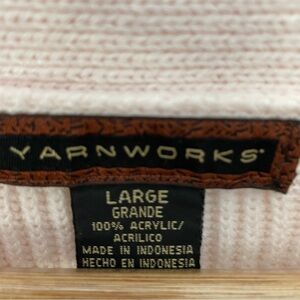 YARNWORKS
LARGE
GRANDE
100% ACRYLIC/
ACRILICO
MADE IN INDONESIA
HECHO EN INDONESIA